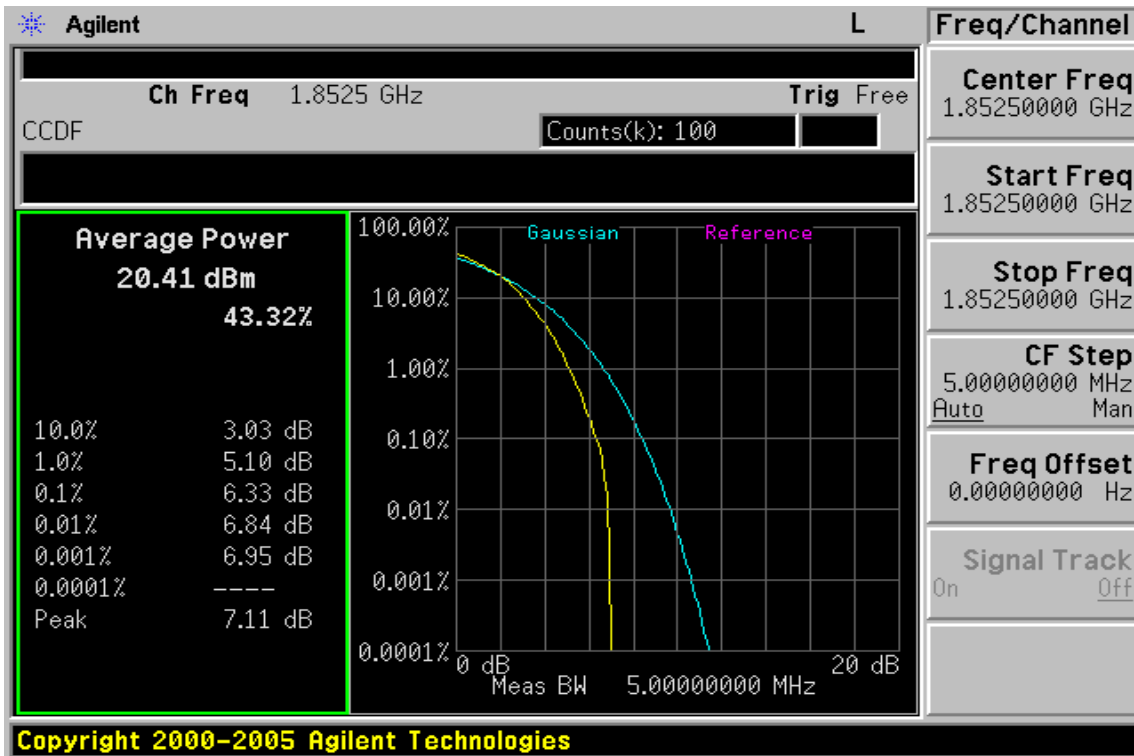 Agilent L
Ch Freq 1.8525 GHz Trig Free
CCDF
Counts(k): 100
Average Power
20.41 dBm
43.32%
10.0% 3.03 dB
1.0% 5.10 dB
0.1% 6.33 dB
0.01% 6.84 dB
0.001% 6.95 dB
0.0001% ----
Peak 7.11 dB
Gaussian Reference
100.00%
10.00%
1.00%
0.10%
0.01%
0.001%
0.0001%
0 dB 20 dB
Meas BW 5.00000000 MHz
Freq/Channel
Center Freq
1.85250000 GHz
Start Freq
1.85250000 GHz
Stop Freq
1.85250000 GHz
CF Step
5.00000000 MHz
Auto Man
Freq Offset
0.00000000 Hz
Signal Track
On Off
Copyright 2000-2005 Agilent Technologies